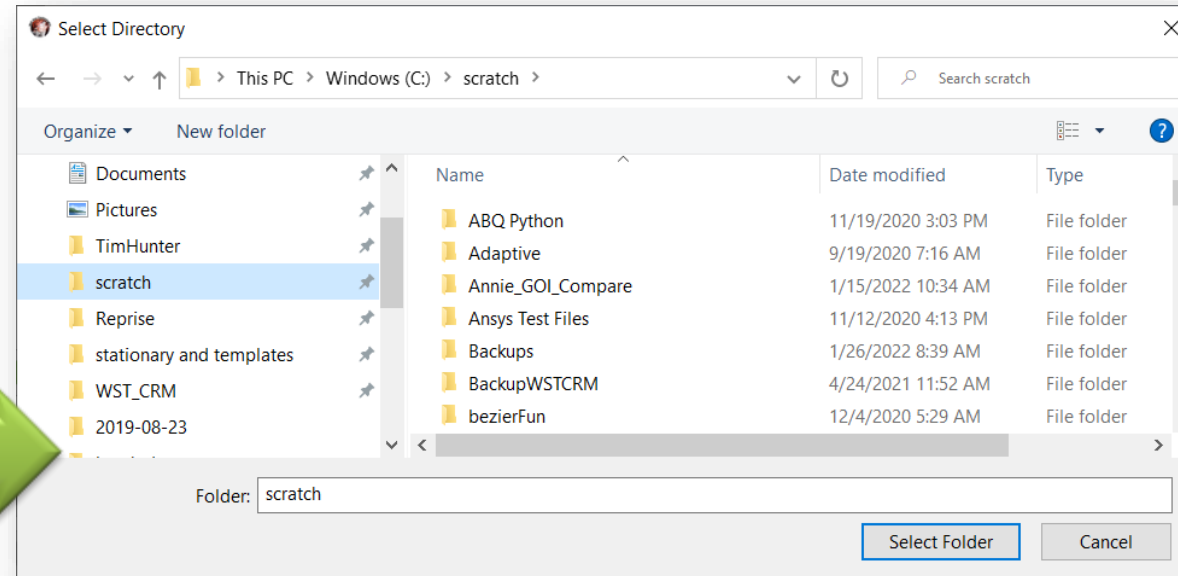 Select Directory
This PC > Windows (C:) > scratch >
Search scratch
Organize
New folder
?
Documents
Pictures
TimHunter
scratch
Reprise
stationary and templates
WST_CRM
2019-08-23
Name Date modified Type
ABQ Python 11/19/2020 3:03 PM File folder
Adaptive 9/19/2020 7:16 AM File folder
Annie_GOI_Compare 1/15/2022 10:34 AM File folder
Ansys Test Files 11/12/2020 4:13 PM File folder
Backups 1/26/2022 8:39 AM File folder
BackupWSTCRM 4/24/2021 11:52 AM File folder
bezierFun 12/4/2020 5:29 AM File folder
Folder: scratch
Select Folder Cancel